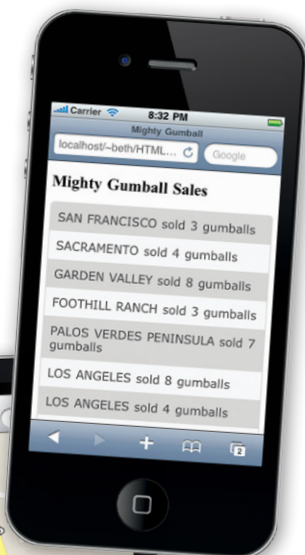 Carrier 8:32 PM
Mighty Gumball
localhost/~beth/HTML... Google
Mighty Gumball Sales
SAN FRANCISCO sold 3 gumballs
SACRAMENTO sold 4 gumballs
GARDEN VALLEY sold 8 gumballs
FOOTHILL RANCH sold 3 gumballs
PALOS VERDES PENINSULA sold 7
gumballs
LOS ANGELES sold 8 gumballs
LOS ANGELES sold 4 gumballs
2